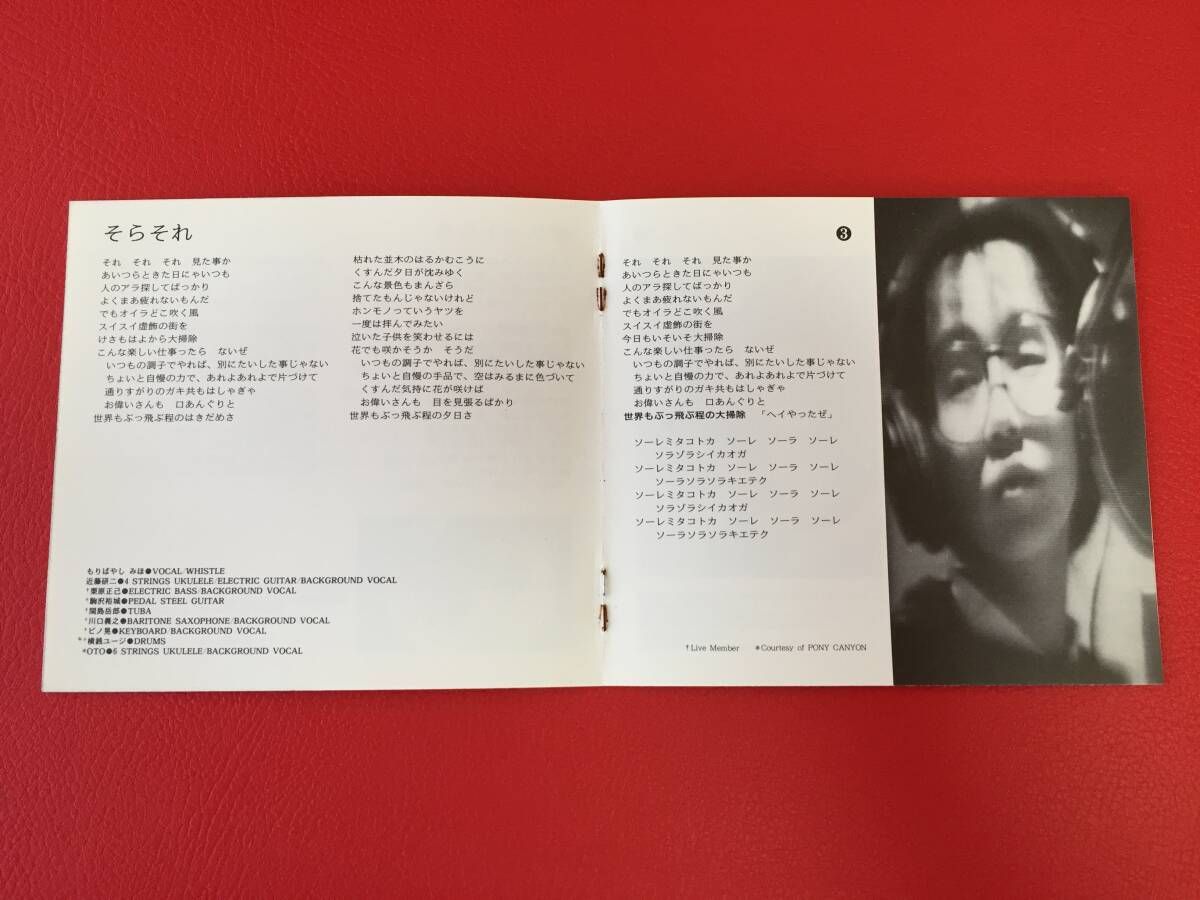 そらそれ
それ それ それ 見た事か
あいつらときた日にゃいつも
人のアラ探してばっかり
よくまあ疲れないもんだ
でもオイラどこ吹く風
スイスイ虚飾の街を
けさもはよから大掃除
こんな楽しい仕事ったら ないぜ
いつもの調子でやれば、別にたいした事じゃない
ちょいと自慢の力で、あれよあれよで片づけて
通りすがりのガキ共もはしゃぎゃ
お偉いさんも 口あんぐりと
世界もぶっ飛ぶ程のはきだめさ
枯れた並木のはるかむこうに
くすんだ夕日が沈みゆく
こんな景色もまんざら
捨てたもんじゃないけれど
ホンモノっていうヤツを
一度は拝んでみたい
泣いた子供を笑わせるには
花でも咲かそうか そうだ
いつもの調子でやれば、別にたいした事じゃない
ちょいと自慢の手品で、空はみるまに色づいて
くすんだ気持に花が咲けば
お偉いさんも 目を見張るばかり
世界もぶっ飛ぶ程の夕日さ
もりばやし みほ●VOCAL/WHISTLE
近藤研二●4 STRINGS UKULELE/ELECTRIC GUITAR/BACKGROUND VOCAL
†栗原正己●ELECTRIC BASS/BACKGROUND VOCAL
†駒沢裕城●PEDAL STEEL GUITAR
†関島岳郎●TUBA
†川口義之●BARITONE SAXOPHONE/BACKGROUND VOCAL
†ピノ晃●KEYBOARD/BACKGROUND VOCAL
*†横銭ユージ●DRUMS
*OTO●6 STRINGS UKULELE/BACKGROUND VOCAL
❸
それ それ それ 見た事か
あいつらときた日にゃいつも
人のアラ探してばっかり
よくまあ疲れないもんだ
でもオイラどこ吹く風
スイスイ虚飾の街を
今日もいそいそ大掃除
こんな楽しい仕事ったら ないぜ
いつもの調子でやれば、別にたいした事じゃない
ちょいと自慢の力で、あれよあれよで片づけて
通りすがりのガキ共もはしゃぎゃ
お偉いさんも 口あんぐりと
世界もぶっ飛ぶ程の大掃除 「ヘイやったぜ」
ソーレミタコトカ ソーレ ソーラ ソーレ
ソラゾラシイカオガ
ソーレミタコトカ ソーレ ソーラ ソーレ
ソーラソラソラキエテク
ソーレミタコトカ ソーレ ソーラ ソーレ
ソラゾラシイカオガ
ソーレミタコトカ ソーレ ソーラ ソーレ
ソーラソラソラキエテク
†Live Member *Courtesy of PONY CANYON